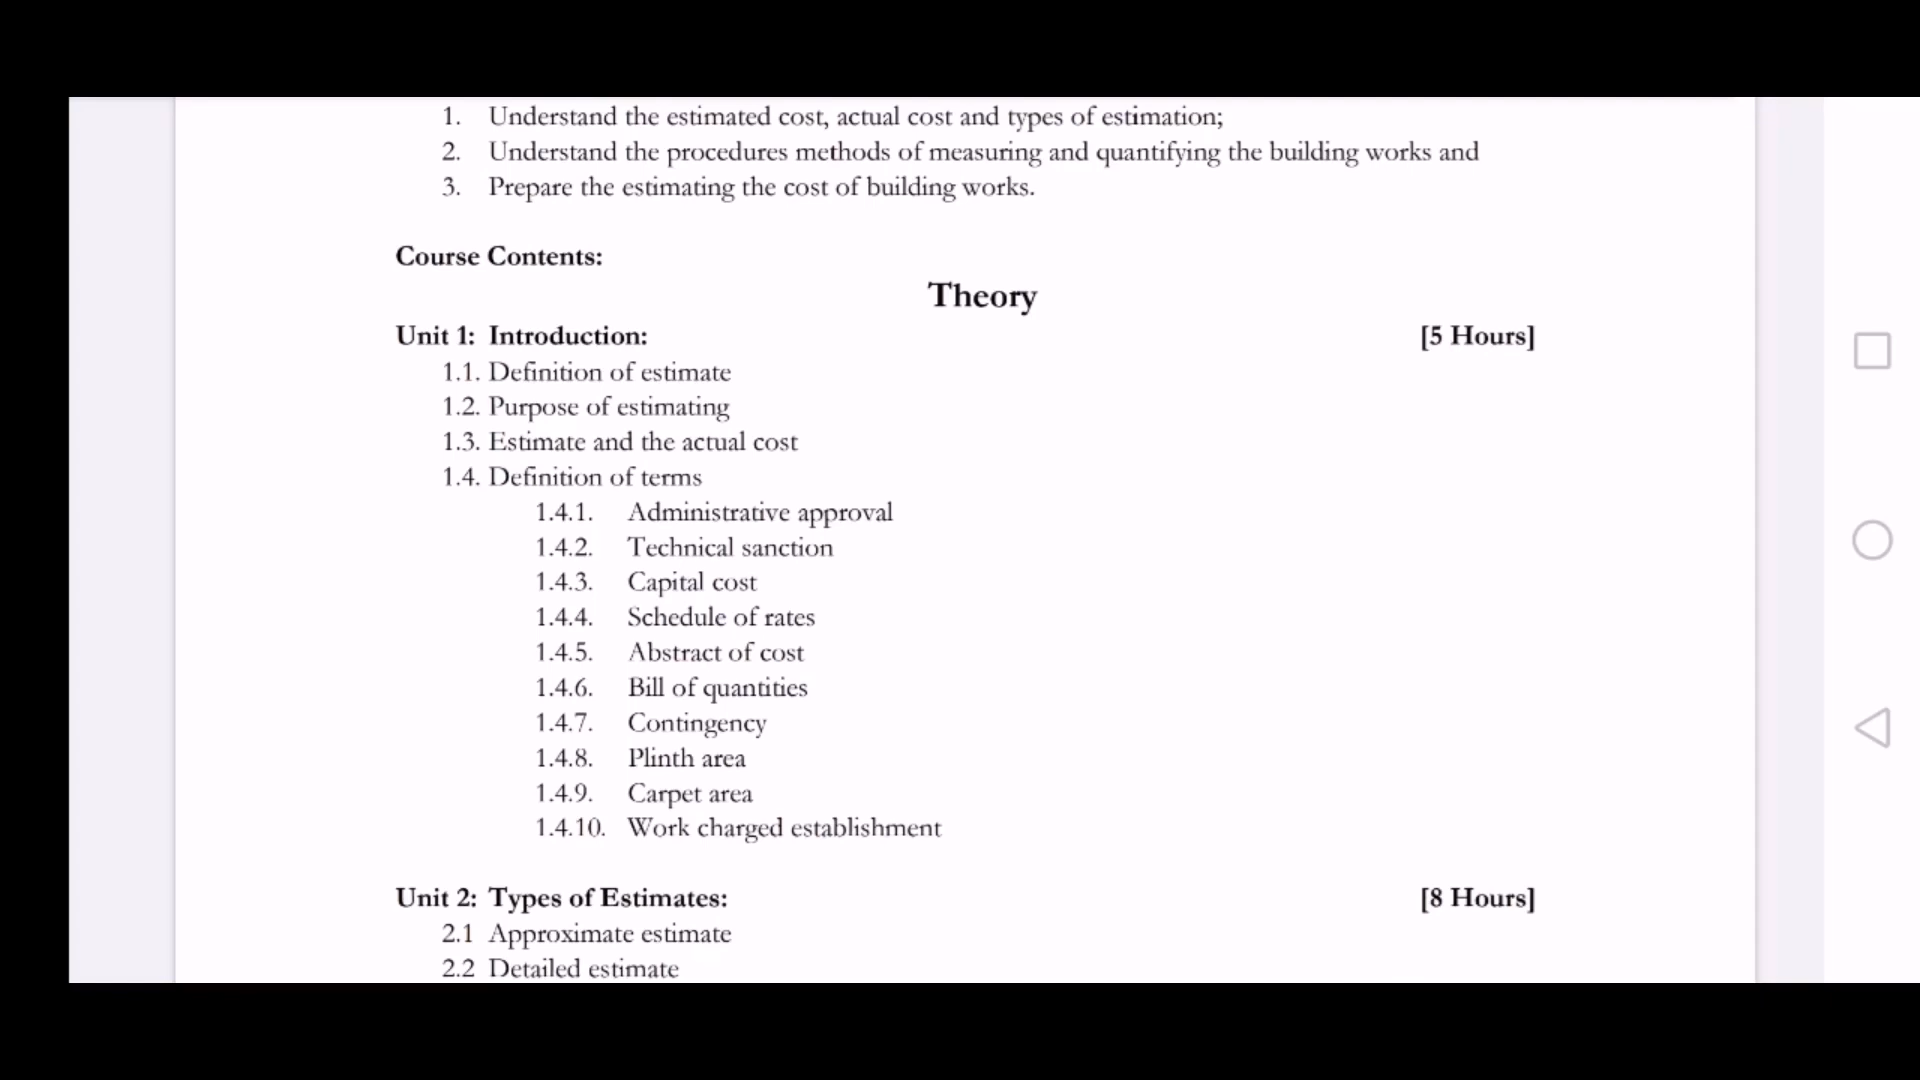 1. Understand the estimated cost, actual cost and types of estimation;
2. Understand the procedures methods of measuring and quantifying the building works and
3. Prepare the estimating the cost of building works.
Course Contents:
Theory
Unit 1: Introduction: [5 Hours]
1.1. Definition of estimate
1.2. Purpose of estimating
1.3. Estimate and the actual cost
1.4. Definition of terms
1.4.1. Administrative approval
1.4.2. Technical sanction
1.4.3. Capital cost
1.4.4. Schedule of rates
1.4.5. Abstract of cost
1.4.6. Bill of quantities
1.4.7. Contingency
1.4.8. Plinth area
1.4.9. Carpet area
1.4.10. Work charged establishment
Unit 2: Types of Estimates: [8 Hours]
2.1 Approximate estimate
2.2 Detailed estimate